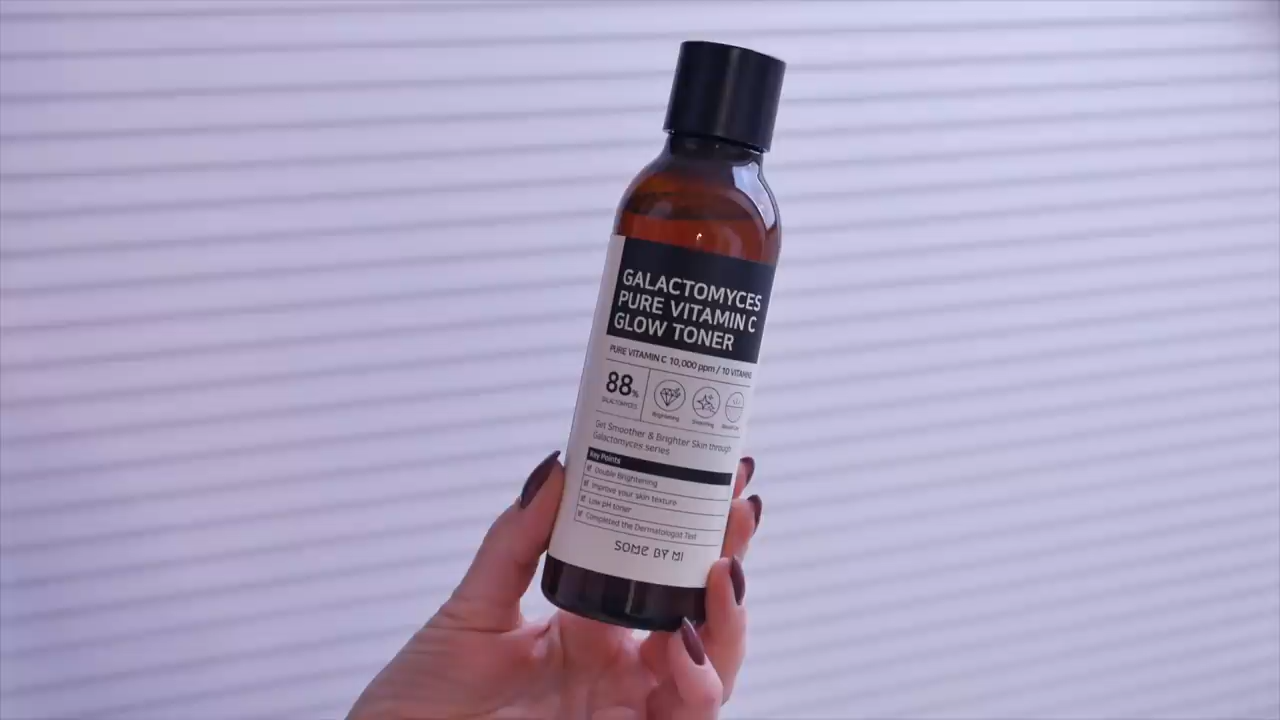 GALACTOMYCES
PURE VITAMIN C
GLOW TONER
PURE VITAMIN C 10,000 ppm / 10 VITAMINS
88%
GALACTOMYCES
Brightening
Smoothing
Get Smoother & Brighter Skin through
Galactomyces series
Key Points
Double Brightening
Improve your skin texture
Low pH toner
Completed the Dermatologist Test
SOME BY MI